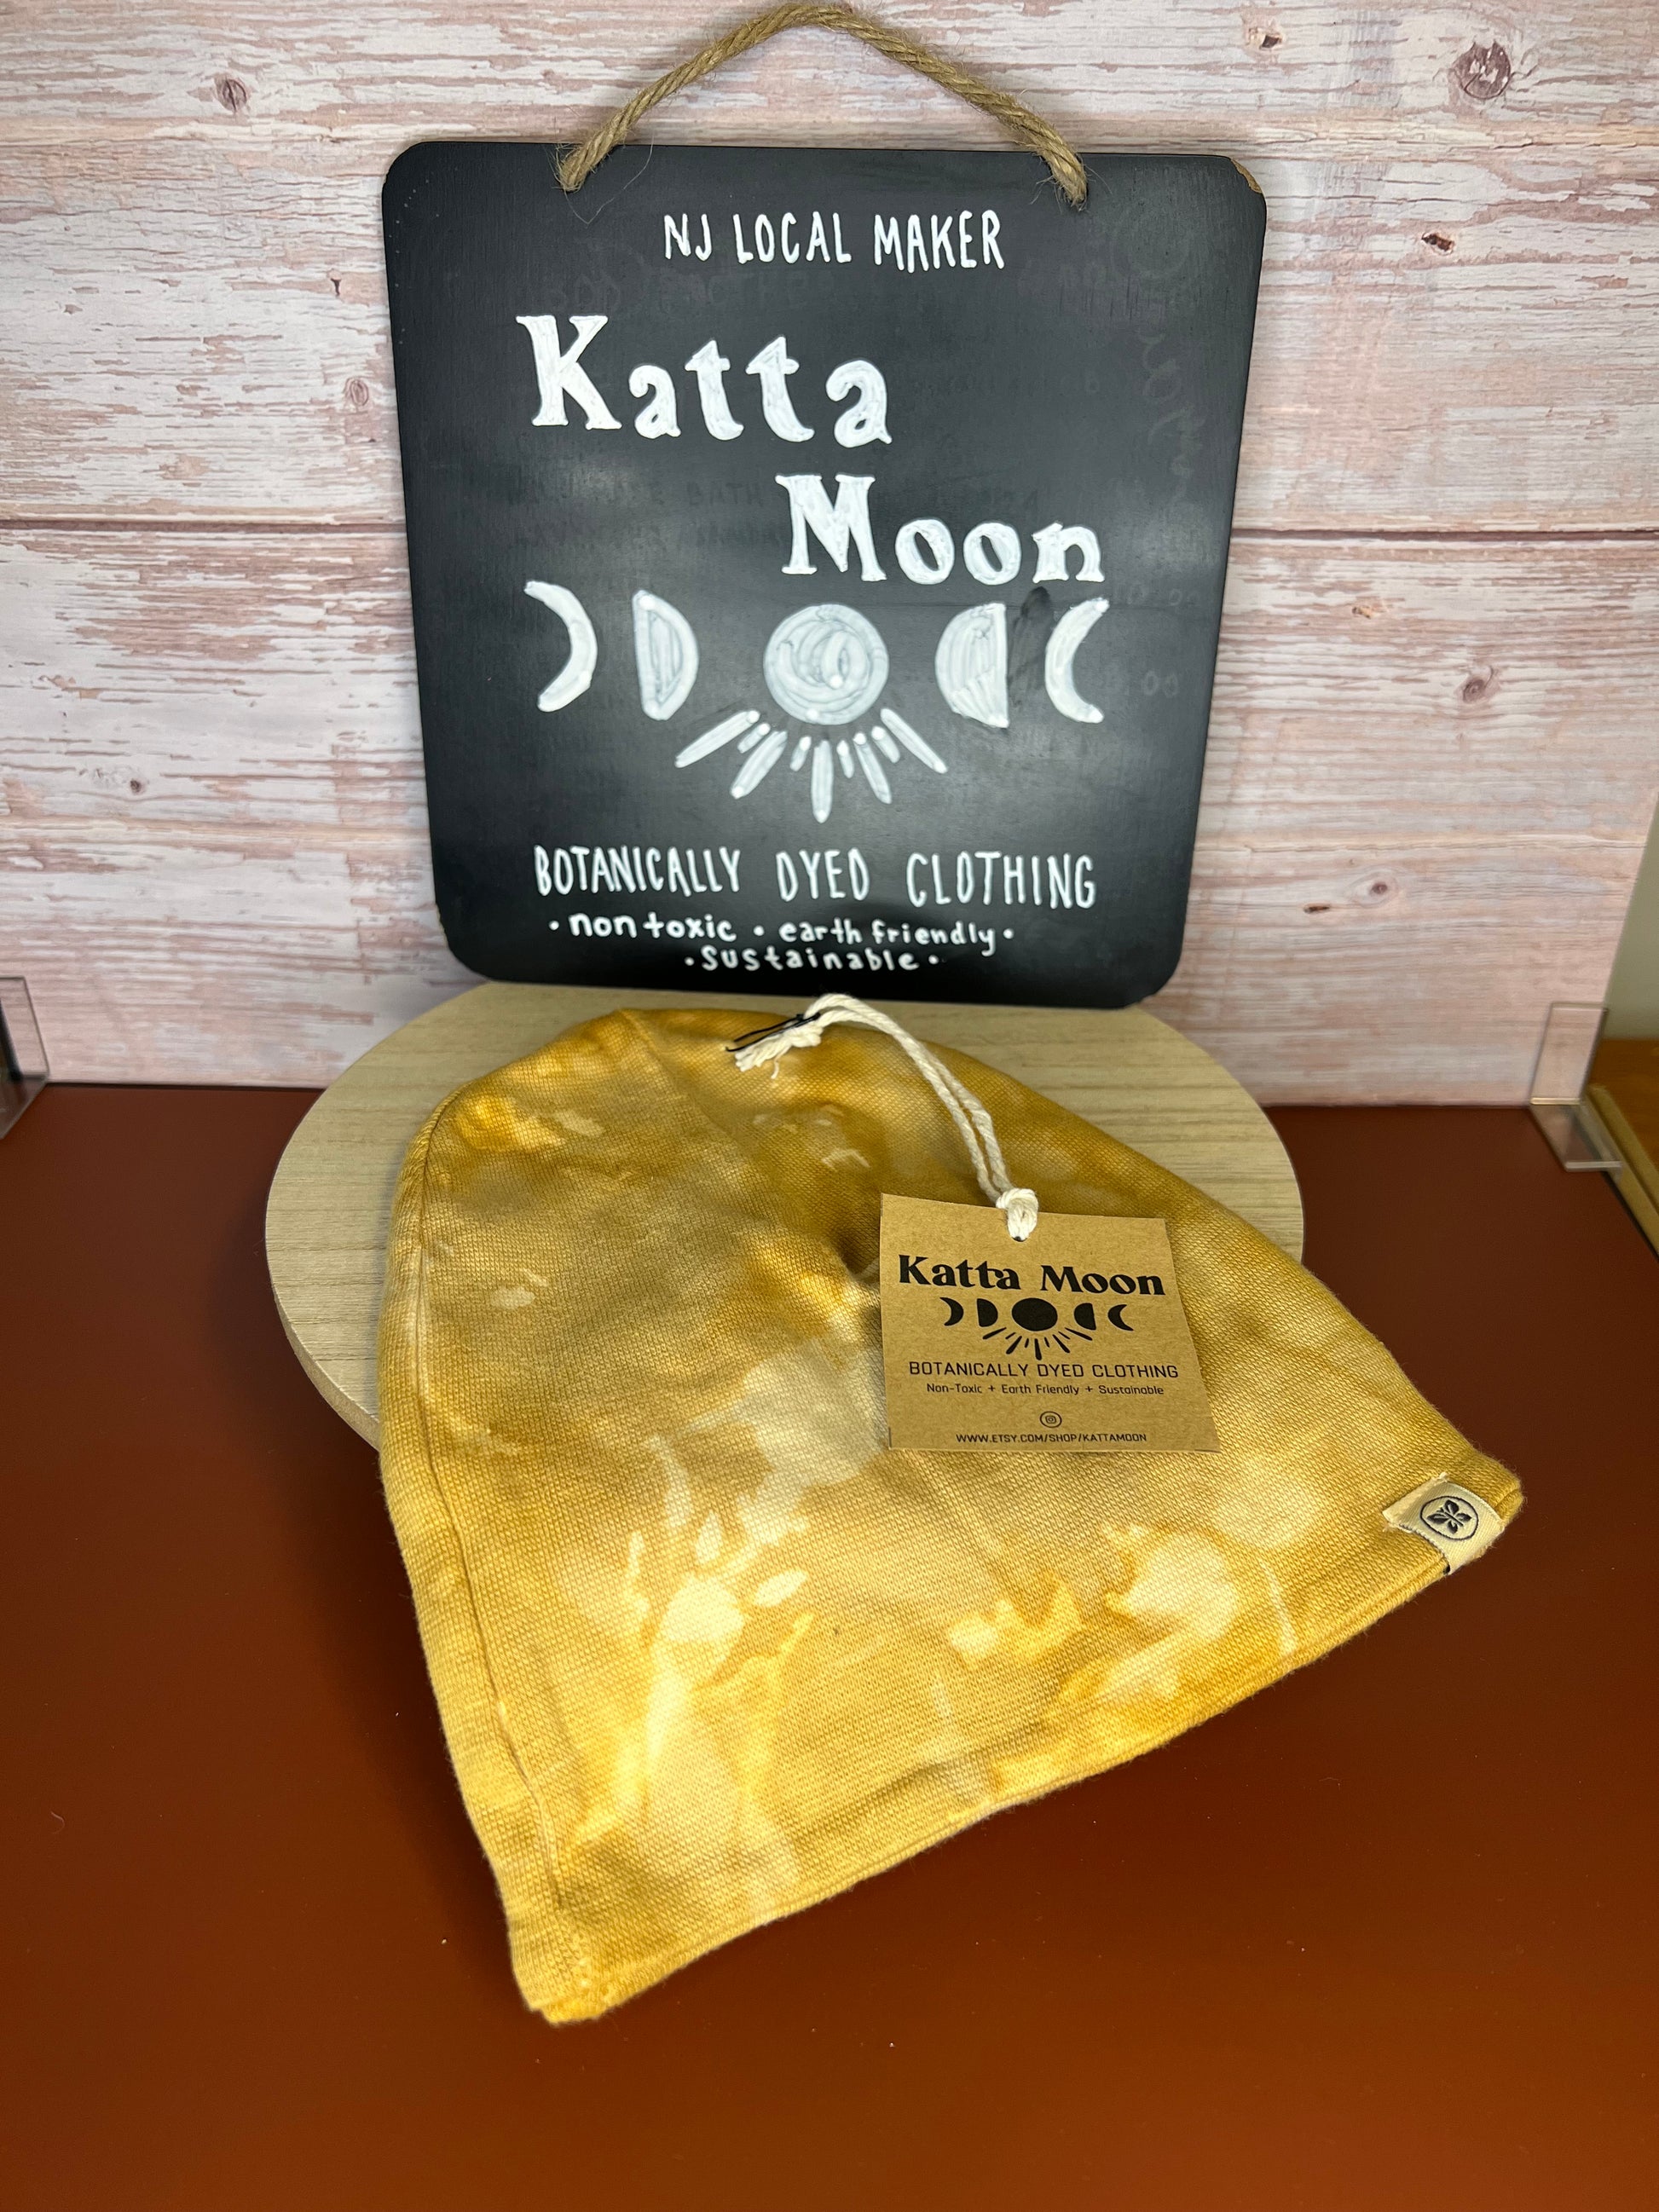 NJ LOCAL MAKER
Katta
Moon
BOTANICALLY DYED CLOTHING
• non toxic • earth friendly •
• sustainable •
Katta Moon
BOTANICALLY DYED CLOTHING
Non-Toxic + Earth Friendly + Sustainable
WWW.ETSY.COM/SHOP/KATTAMOON